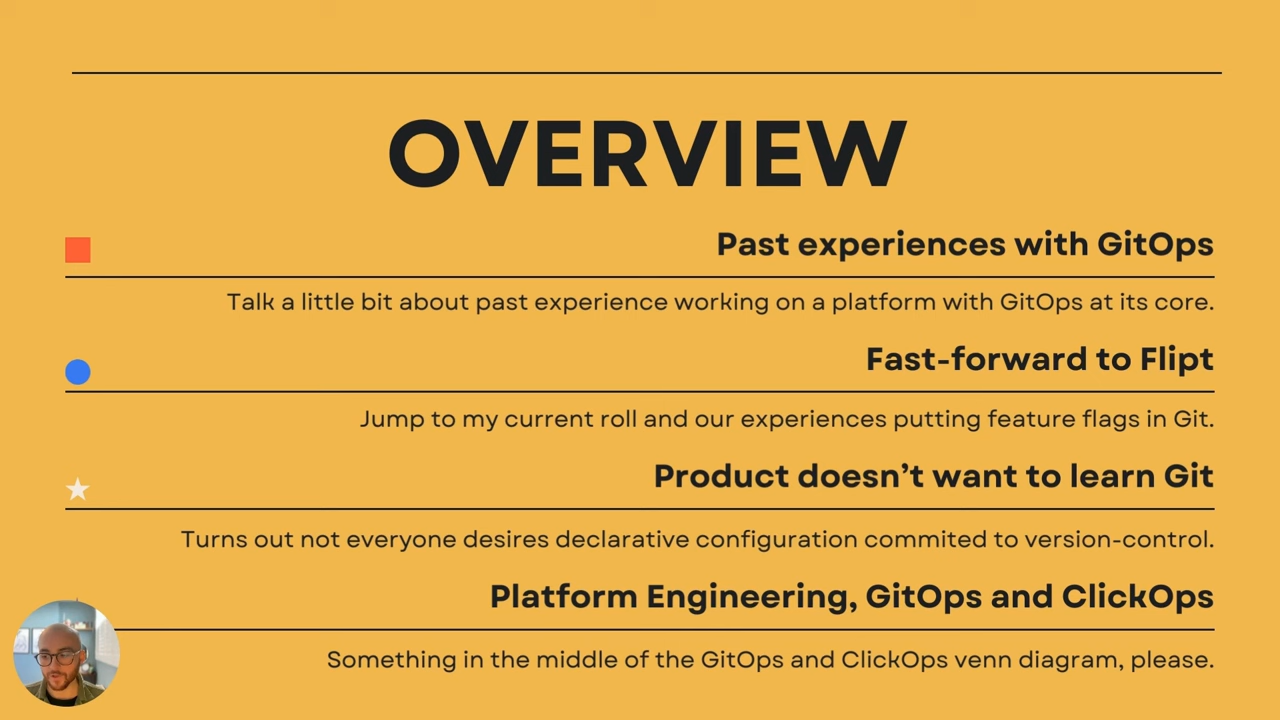 OVERVIEW
Past experiences with GitOps
Talk a little bit about past experience working on a platform with GitOps at its core.
Fast-forward to Flipt
Jump to my current roll and our experiences putting feature flags in Git.
Product doesn’t want to learn Git
Turns out not everyone desires declarative configuration commited to version-control.
Platform Engineering, GitOps and ClickOps
Something in the middle of the GitOps and ClickOps venn diagram, please.